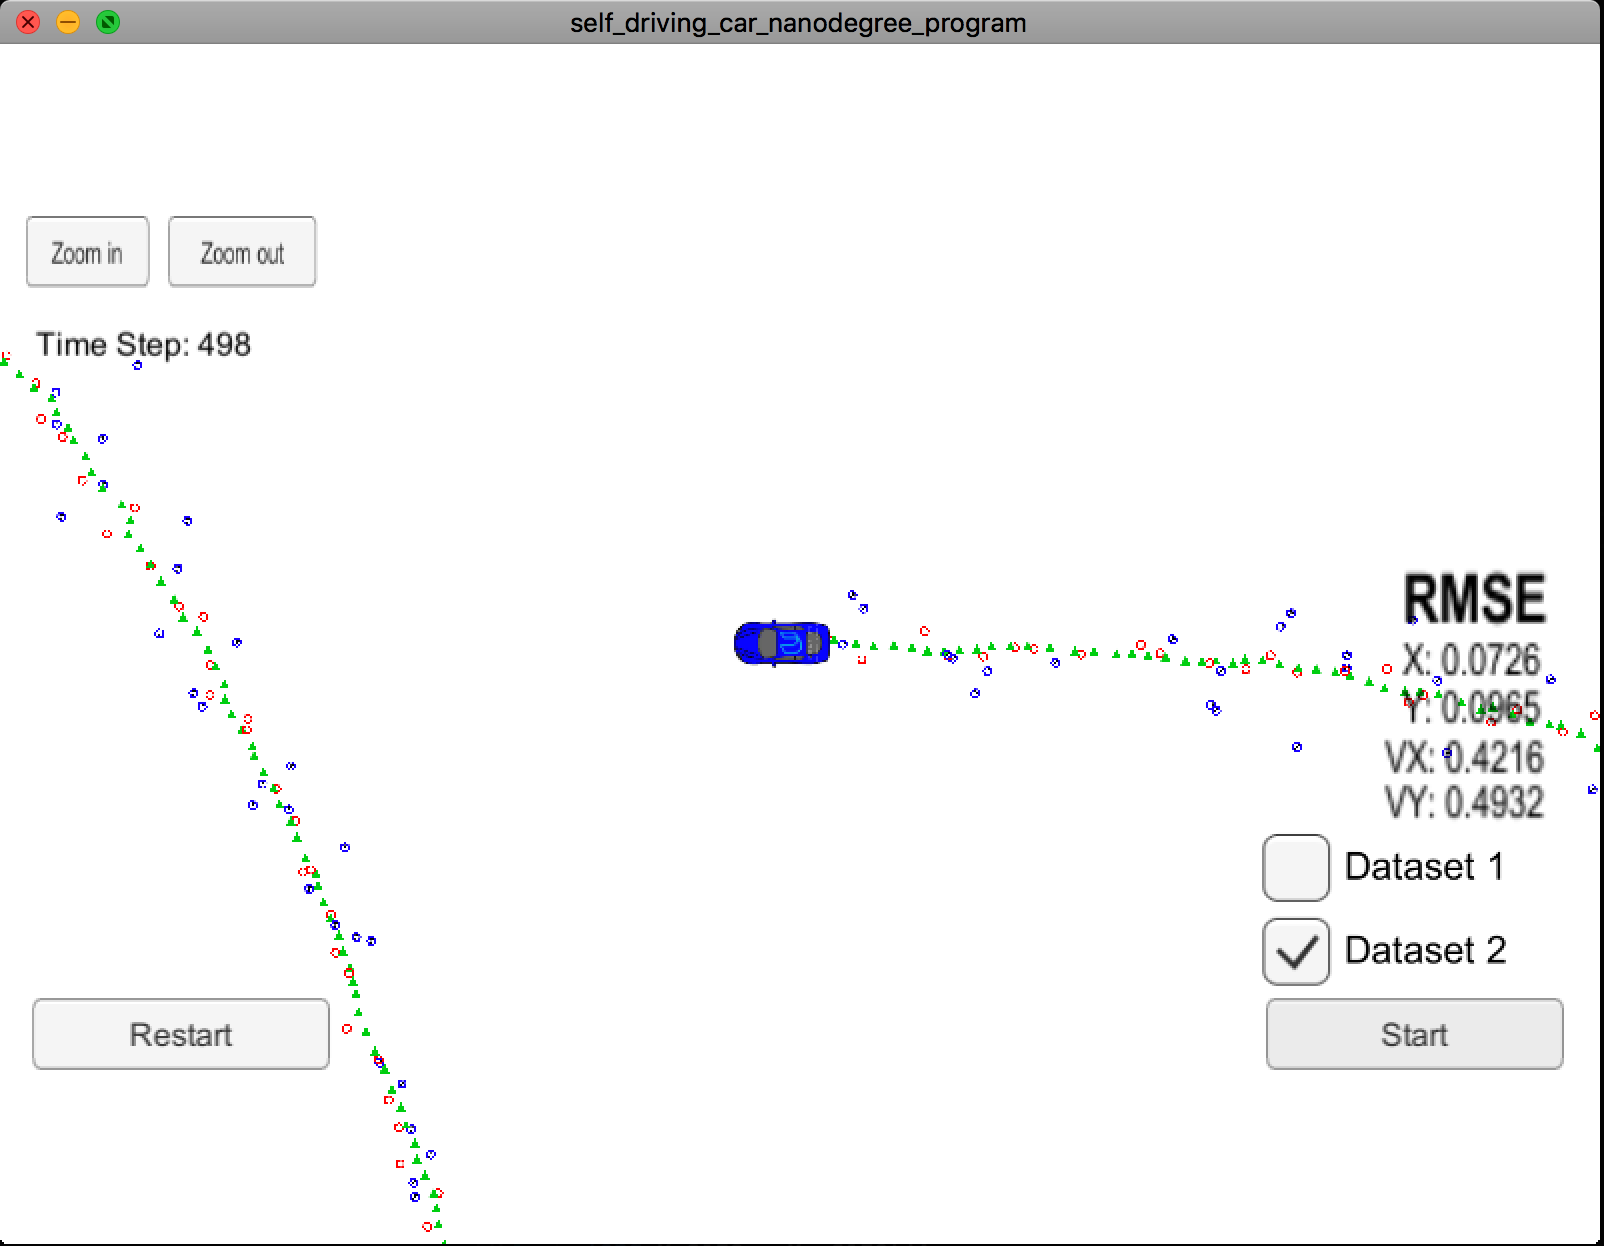 self_driving_car_nanodegree_program
Zoom in
Zoom out
Time Step: 498
RMSE
X: 0.0726
Y: 0.0965
VX: 0.4216
VY: 0.4932
Dataset 1
Dataset 2
Restart
Start